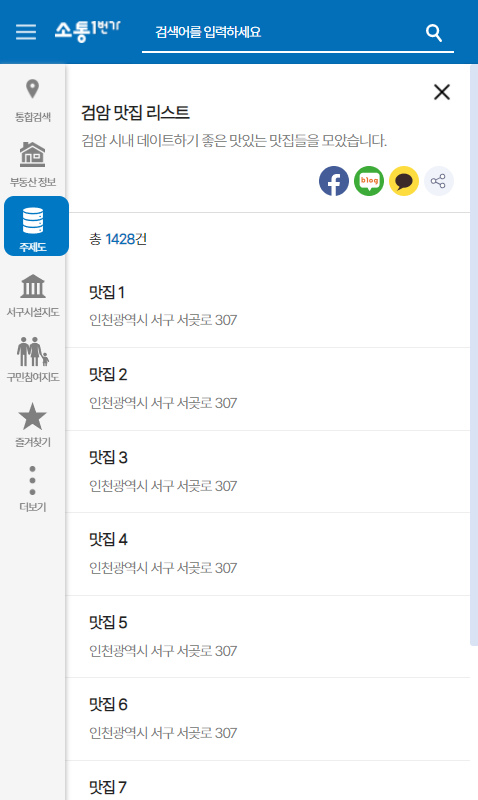 소통1번가
검색어를 입력하세요
통합검색
부동산 정보
주제도
서구시설지도
구민참여지도
즐겨찾기
더보기
검암 맛집 리스트
검암 시내 데이트하기 좋은 맛있는 맛집들을 모았습니다.
blog
총 1428건
맛집 1
인천광역시 서구 서곳로 307
맛집 2
인천광역시 서구 서곳로 307
맛집 3
인천광역시 서구 서곳로 307
맛집 4
인천광역시 서구 서곳로 307
맛집 5
인천광역시 서구 서곳로 307
맛집 6
인천광역시 서구 서곳로 307
맛집 7